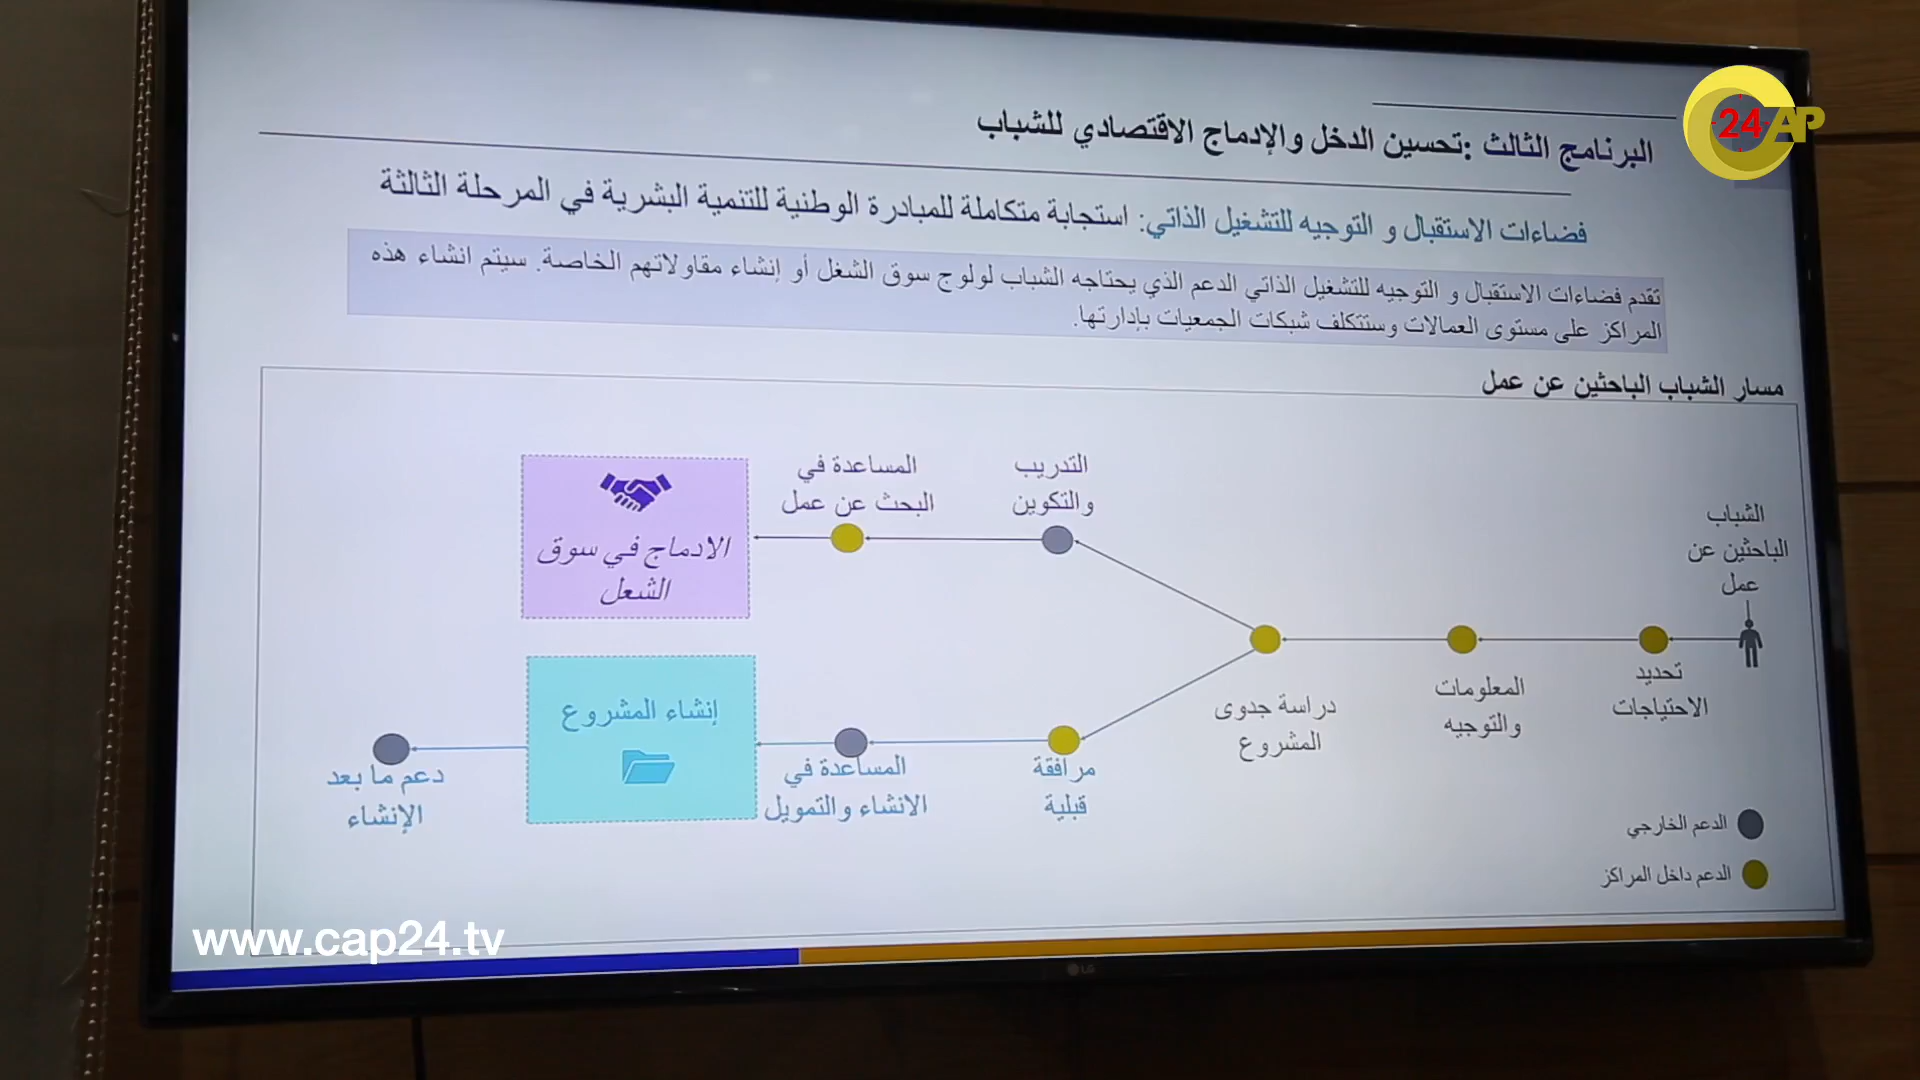 24AP
البرنامج الثالث :تحسين الدخل والإدماج الاقتصادي للشباب
فضاءات الاستقبال و التوجيه للتشغيل الذاتي: استجابة متكاملة للمبادرة الوطنية للتنمية البشرية في المرحلة الثالثة
تقدم فضاءات الاستقبال و التوجيه للتشغيل الذاتي الدعم الذي يحتاجه الشباب لولوج سوق الشغل أو إنشاء مقاولاتهم الخاصة. سيتم انشاء هذه
المراكز على مستوى العمالات وستتكلف شبكات الجمعيات بإدارتها.
مسار الشباب الباحثين عن عمل
الشباب
الباحثين عن
عمل
تحديد
الاحتياجات
المعلومات
والتوجيه
دراسة جدوى
المشروع
التدريب
والتكوين
المساعدة في
البحث عن عمل
الادماج في سوق
الشعل
مرافقة
قبلية
المساعدة في
الانشاء والتمويل
إنشاء المشروع
دعم ما بعد
الإنشاء
الدعم الخارجي
الدعم داخل المراكز
www.cap24.tv
LG